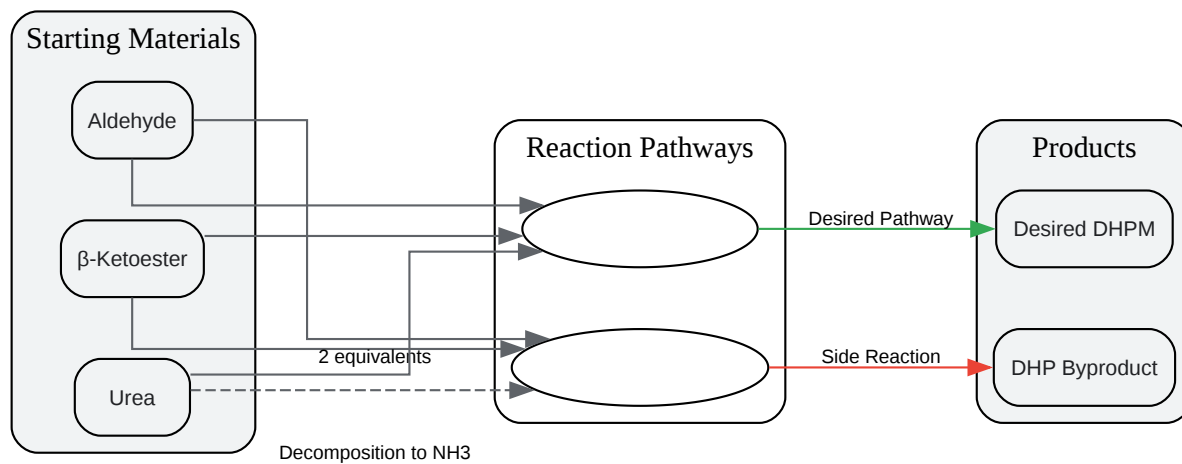 Starting Materials
Aldehyde
β-Ketoester
Urea
2 equivalents
Decomposition to NH3
Reaction Pathways
Desired Pathway
Side Reaction
Products
Desired DHPM
DHP Byproduct